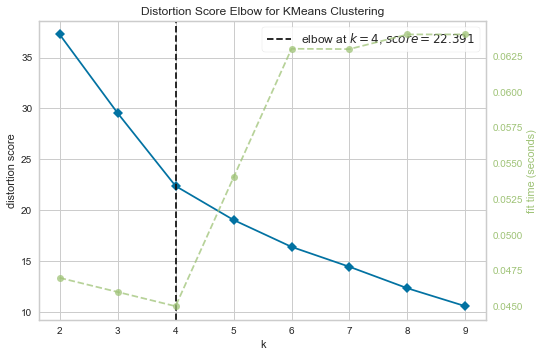 Distortion Score Elbow for KMeans Clustering
elbow at k = 4, score = 22.391
distortion score
35
30
25
20
15
10
0.0625
0.0600
0.0575
0.0550
0.0525
0.0500
0.0475
0.0450
fit time (seconds)
2 3 4 5 6 7 8 9
k